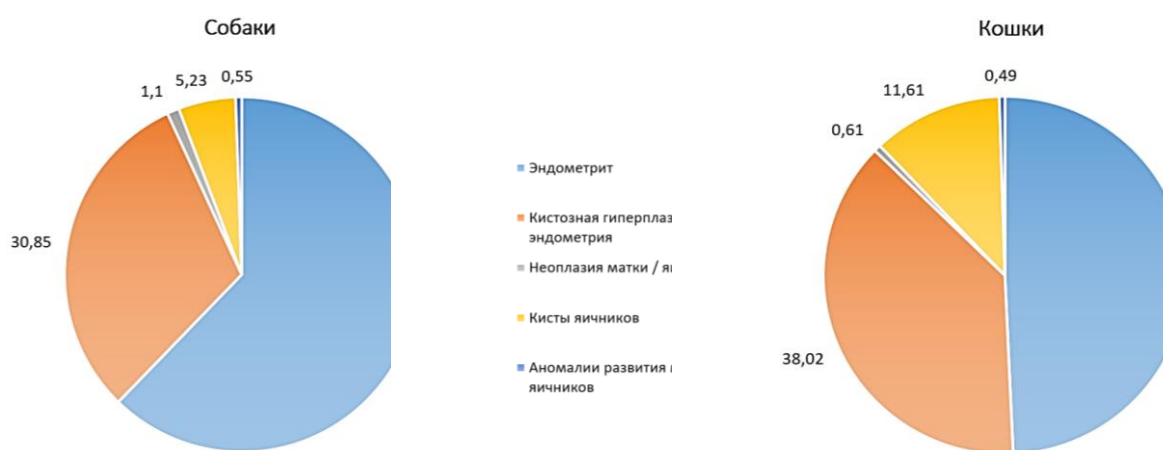 Собаки
0,55
5,23
1,1
30,85
Эндометрит
Кистозная
эндометрия
Неоплазия матки /
Кисты яичников
Аномалии развития
яичников
Кошки
0,49
11,61
0,61
38,02